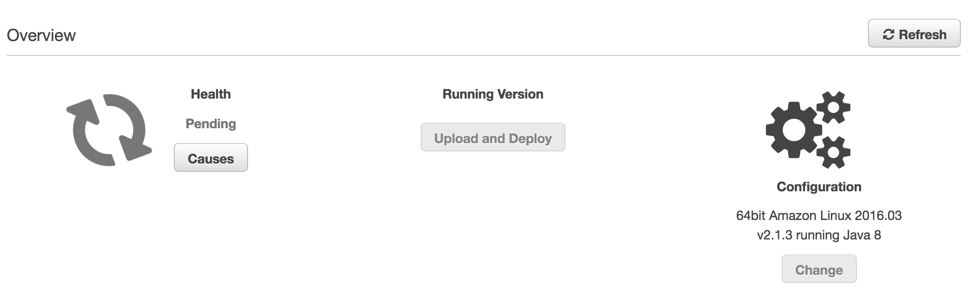 Overview
Refresh
Health
Pending
Causes
Running Version
Upload and Deploy
Configuration
64bit Amazon Linux 2016.03
v2.1.3 running Java 8
Change